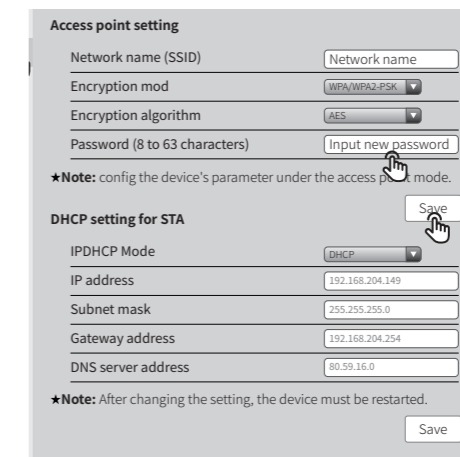 Access point setting
Network name (SSID) Network name
Encryption mod WPA/WPA2-PSK
Encryption algorithm AES
Password (8 to 63 characters) Input new password
★Note: config the device's parameter under the access point mode.
Save
DHCP setting for STA
IPDHCP Mode DHCP
IP address 192.168.204.149
Subnet mask 255.255.255.0
Gateway address 192.168.204.254
DNS server address 80.59.16.0
★Note: After changing the setting, the device must be restarted.
Save